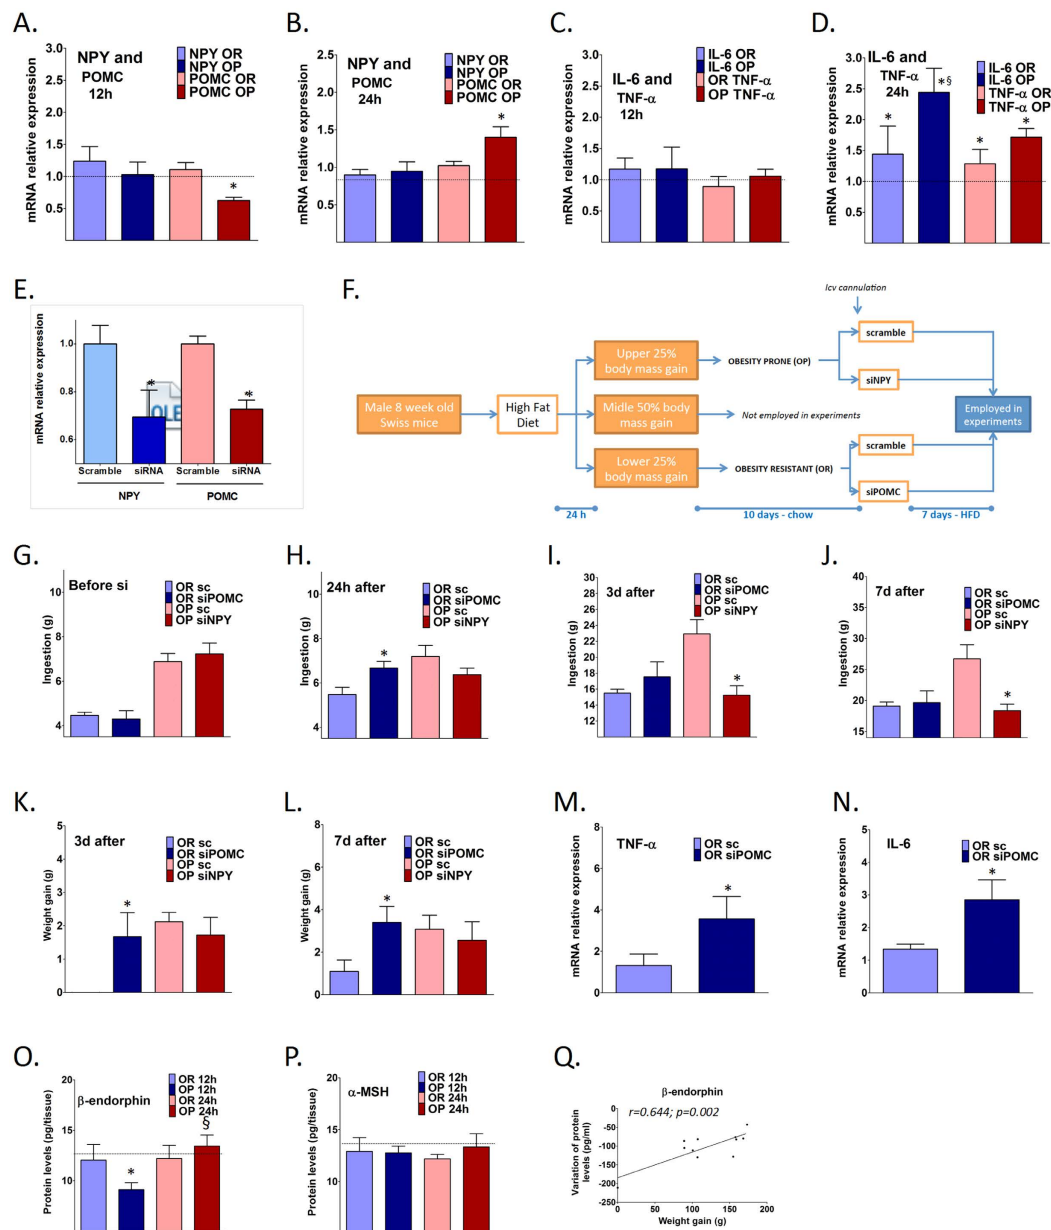 A.
NPY and
POMC
12h
NPY OR
NPY OP
POMC OR
POMC OP
mRNA relative expression
3.0
2.5
2.0
1.5
1.0
0.5
*
B.
NPY and
POMC
24h
NPY OR
NPY OP
POMC OR
POMC OP
mRNA relative expression
2.5
2.0
1.5
1.0
0.5
*
C.
IL-6 and
TNF-α
12h
IL-6 OR
IL-6 OP
OR TNF-α
OP TNF-α
mRNA relative expression
3.0
2.5
2.0
1.5
1.0
0.5
D.
IL-6 and
TNF-α
24h
IL-6 OR
IL-6 OP
TNF-α OR
TNF-α OP
mRNA relative expression
3.0
2.5
2.0
1.5
1.0
0.5
*
*§
*
*
E.
mRNA relative expression
1.0
0.8
0.6
*
*
OLE
Scramble siRNA Scramble siRNA
NPY POMC
F.
Icv cannulation
Male 8 week old
Swiss mice
High Fat
Diet
Upper 25%
body mass gain
Midle 50% body
mass gain
Lower 25%
body mass gain
OBESITY PRONE (OP)
Not employed in experiments
OBESITY RESISTANT (OR)
scramble
siNPY
scramble
siPOMC
Employed in
experiments
24 h
10 days - chow
7 days - HFD
G.
Before si
OR sc
OR siPOMC
OP sc
OP siNPY
Ingestion (g)
10
8
6
4
H.
24h after
OR sc
OR siPOMC
OP sc
OP siNPY
Ingestion (g)
10
8
6
4
*
I.
3d after
OR sc
OR siPOMC
OP sc
OP siNPY
Ingestion (g)
30
28
26
24
22
20
18
16
14
12
*
J.
7d after
OR sc
OR siPOMC
OP sc
OP siNPY
Ingestion (g)
40
35
30
25
20
15
*
K.
3d after
OR sc
OR siPOMC
OP sc
OP siNPY
Weight gain (g)
5
4
3
2
1
0
*
L.
7d after
OR sc
OR siPOMC
OP sc
OP siNPY
Weight gain (g)
8
6
4
2
0
*
M.
TNF-α
OR sc
OR siPOMC
mRNA relative expression
8
6
4
2
0
*
N.
IL-6
OR sc
OR siPOMC
mRNA relative expression
5
4
3
2
1
0
*
O.
β-endorphin
OR 12h
OP 12h
OR 24h
OP 24h
Protein levels (pg/tissue)
20
15
10
*
§
P.
α-MSH
OR 12h
OP 12h
OR 24h
OP 24h
Protein levels (pg/tissue)
20
15
10
Q.
β-endorphin
r=0.644; p=0.002
Variation of protein
levels (pg/ml)
0
-50
-100
-150
-200
-250
0 50 100 150 200
Weight gain (g)